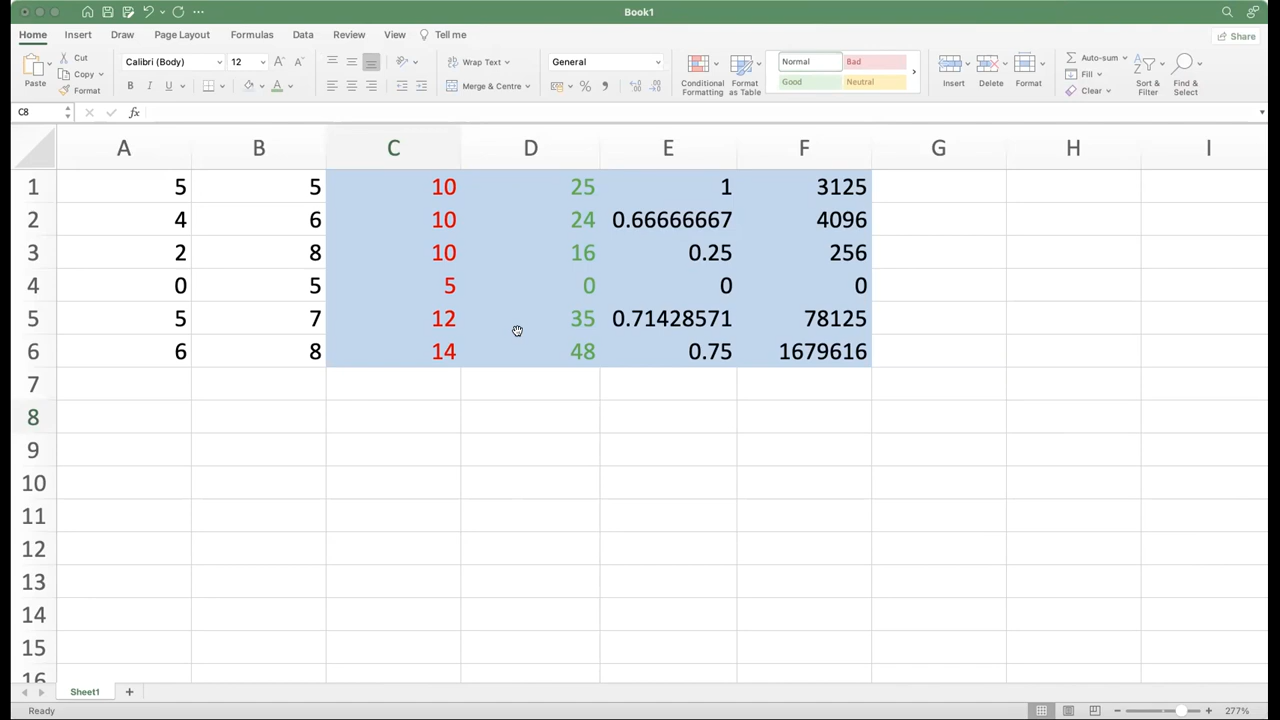 Book1
Home Insert Draw Page Layout Formulas Data Review View Tell me Share
Paste Cut Copy Format
Calibri (Body) 12
B I U
Wrap Text
Merge & Centre
General
Conditional Formatting
Format as Table
Normal Bad
Good Neutral
Insert Delete Format
Auto-sum
Fill
Clear
Sort & Filter
Find & Select
C8 fx
A B C D E F G H I
1 5 5 10 25 1 3125
2 4 6 10 24 0.66666667 4096
3 2 8 10 16 0.25 256
4 0 5 5 0 0 0
5 5 7 12 35 0.71428571 78125
6 6 8 14 48 0.75 1679616
7
8
9
10
11
12
13
14
15
16
Sheet1
Ready 277%